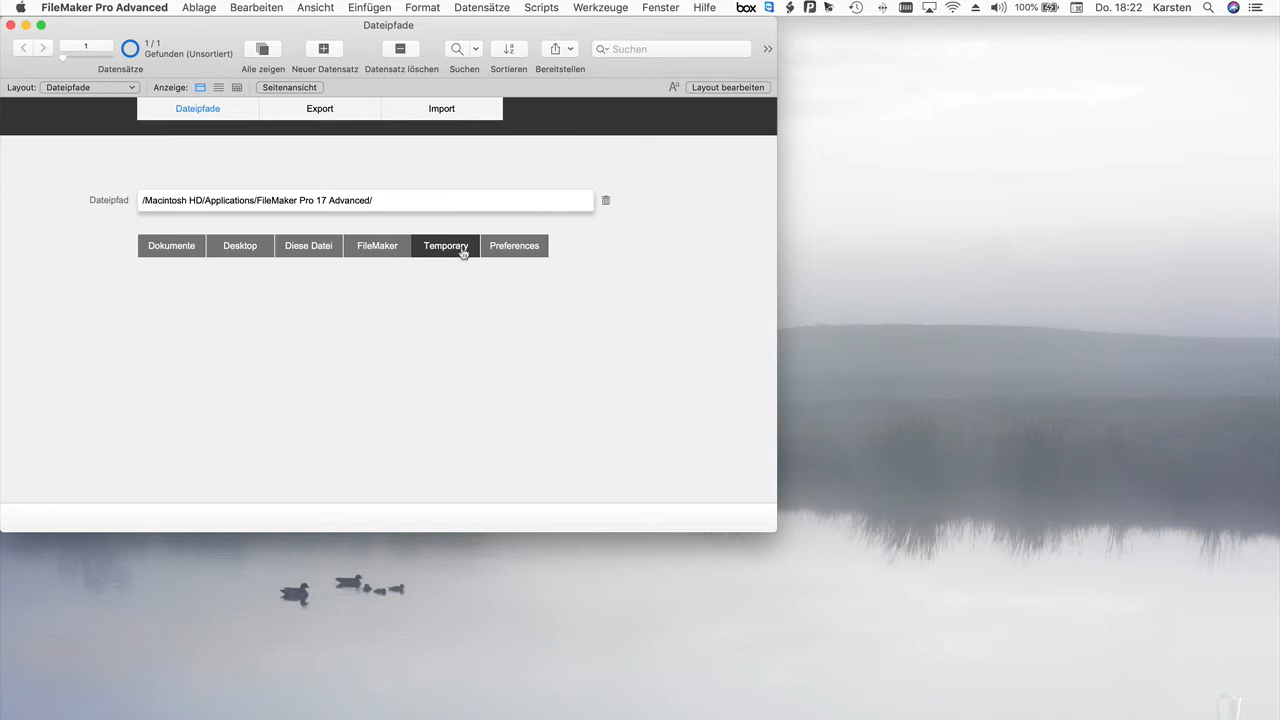 FileMaker Pro Advanced Ablage Bearbeiten Ansicht Einfügen Format Datensätze Scripts Werkzeuge Fenster Hilfe box 100% Do. 18:22 Karsten
Dateipfade
1
1 / 1
Gefunden (Unsortiert)
Suchen
Datensätze Alle zeigen Neuer Datensatz Datensatz löschen Suchen Sortieren Bereitstellen
Layout: Dateipfade Anzeige: Seitenansicht Layout bearbeiten
Dateipfade Export Import
Dateipfad /Macintosh HD/Applications/FileMaker Pro 17 Advanced/
Dokumente Desktop Diese Datei FileMaker Temporary Preferences